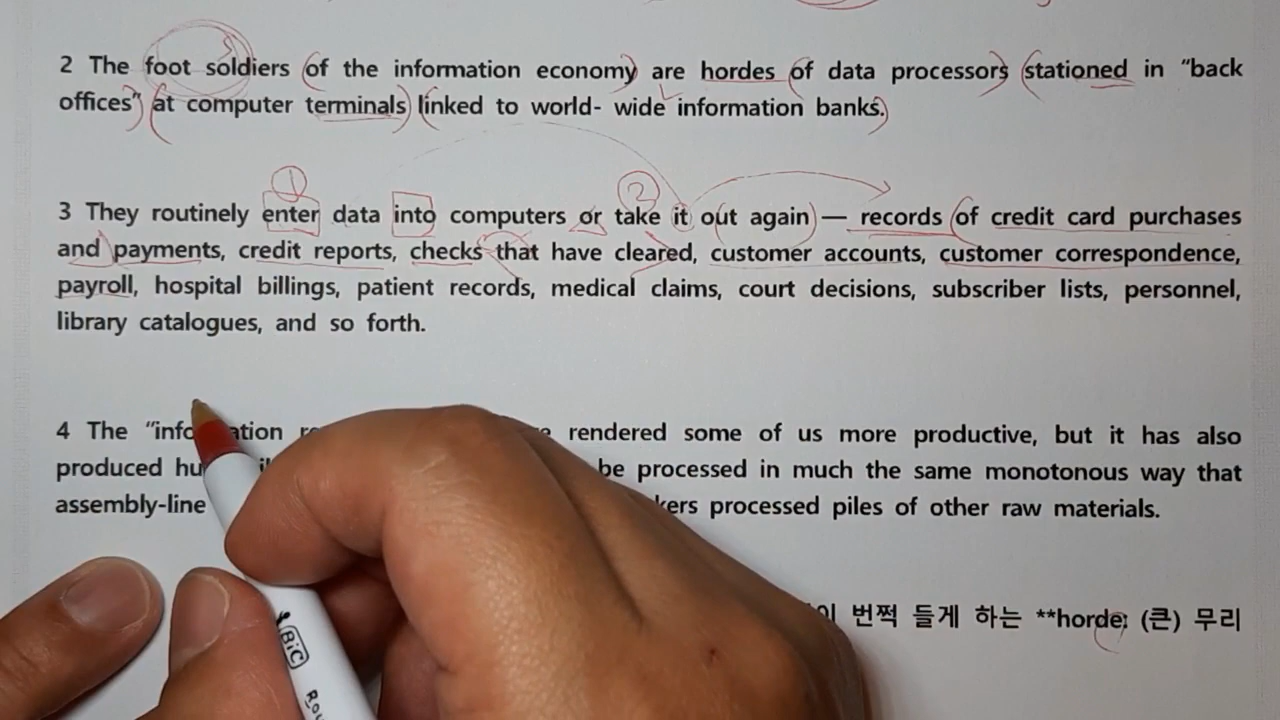 2 The foot soldiers of the information economy are hordes of data processors stationed in “back
offices” at computer terminals linked to world- wide information banks.
①
②
3 They routinely enter data into computers or take it out again — records of credit card purchases
and payments, credit reports, checks that have cleared, customer accounts, customer correspondence,
payroll, hospital billings, patient records, medical claims, court decisions, subscriber lists, personnel,
library catalogues, and so forth.
4 The rendered some of us more productive, but it has also
produced be processed in much the same monotonous way that
assembly-line processed piles of other raw materials.
번쩍 들게 하는 **horde: (큰) 무리
BiC